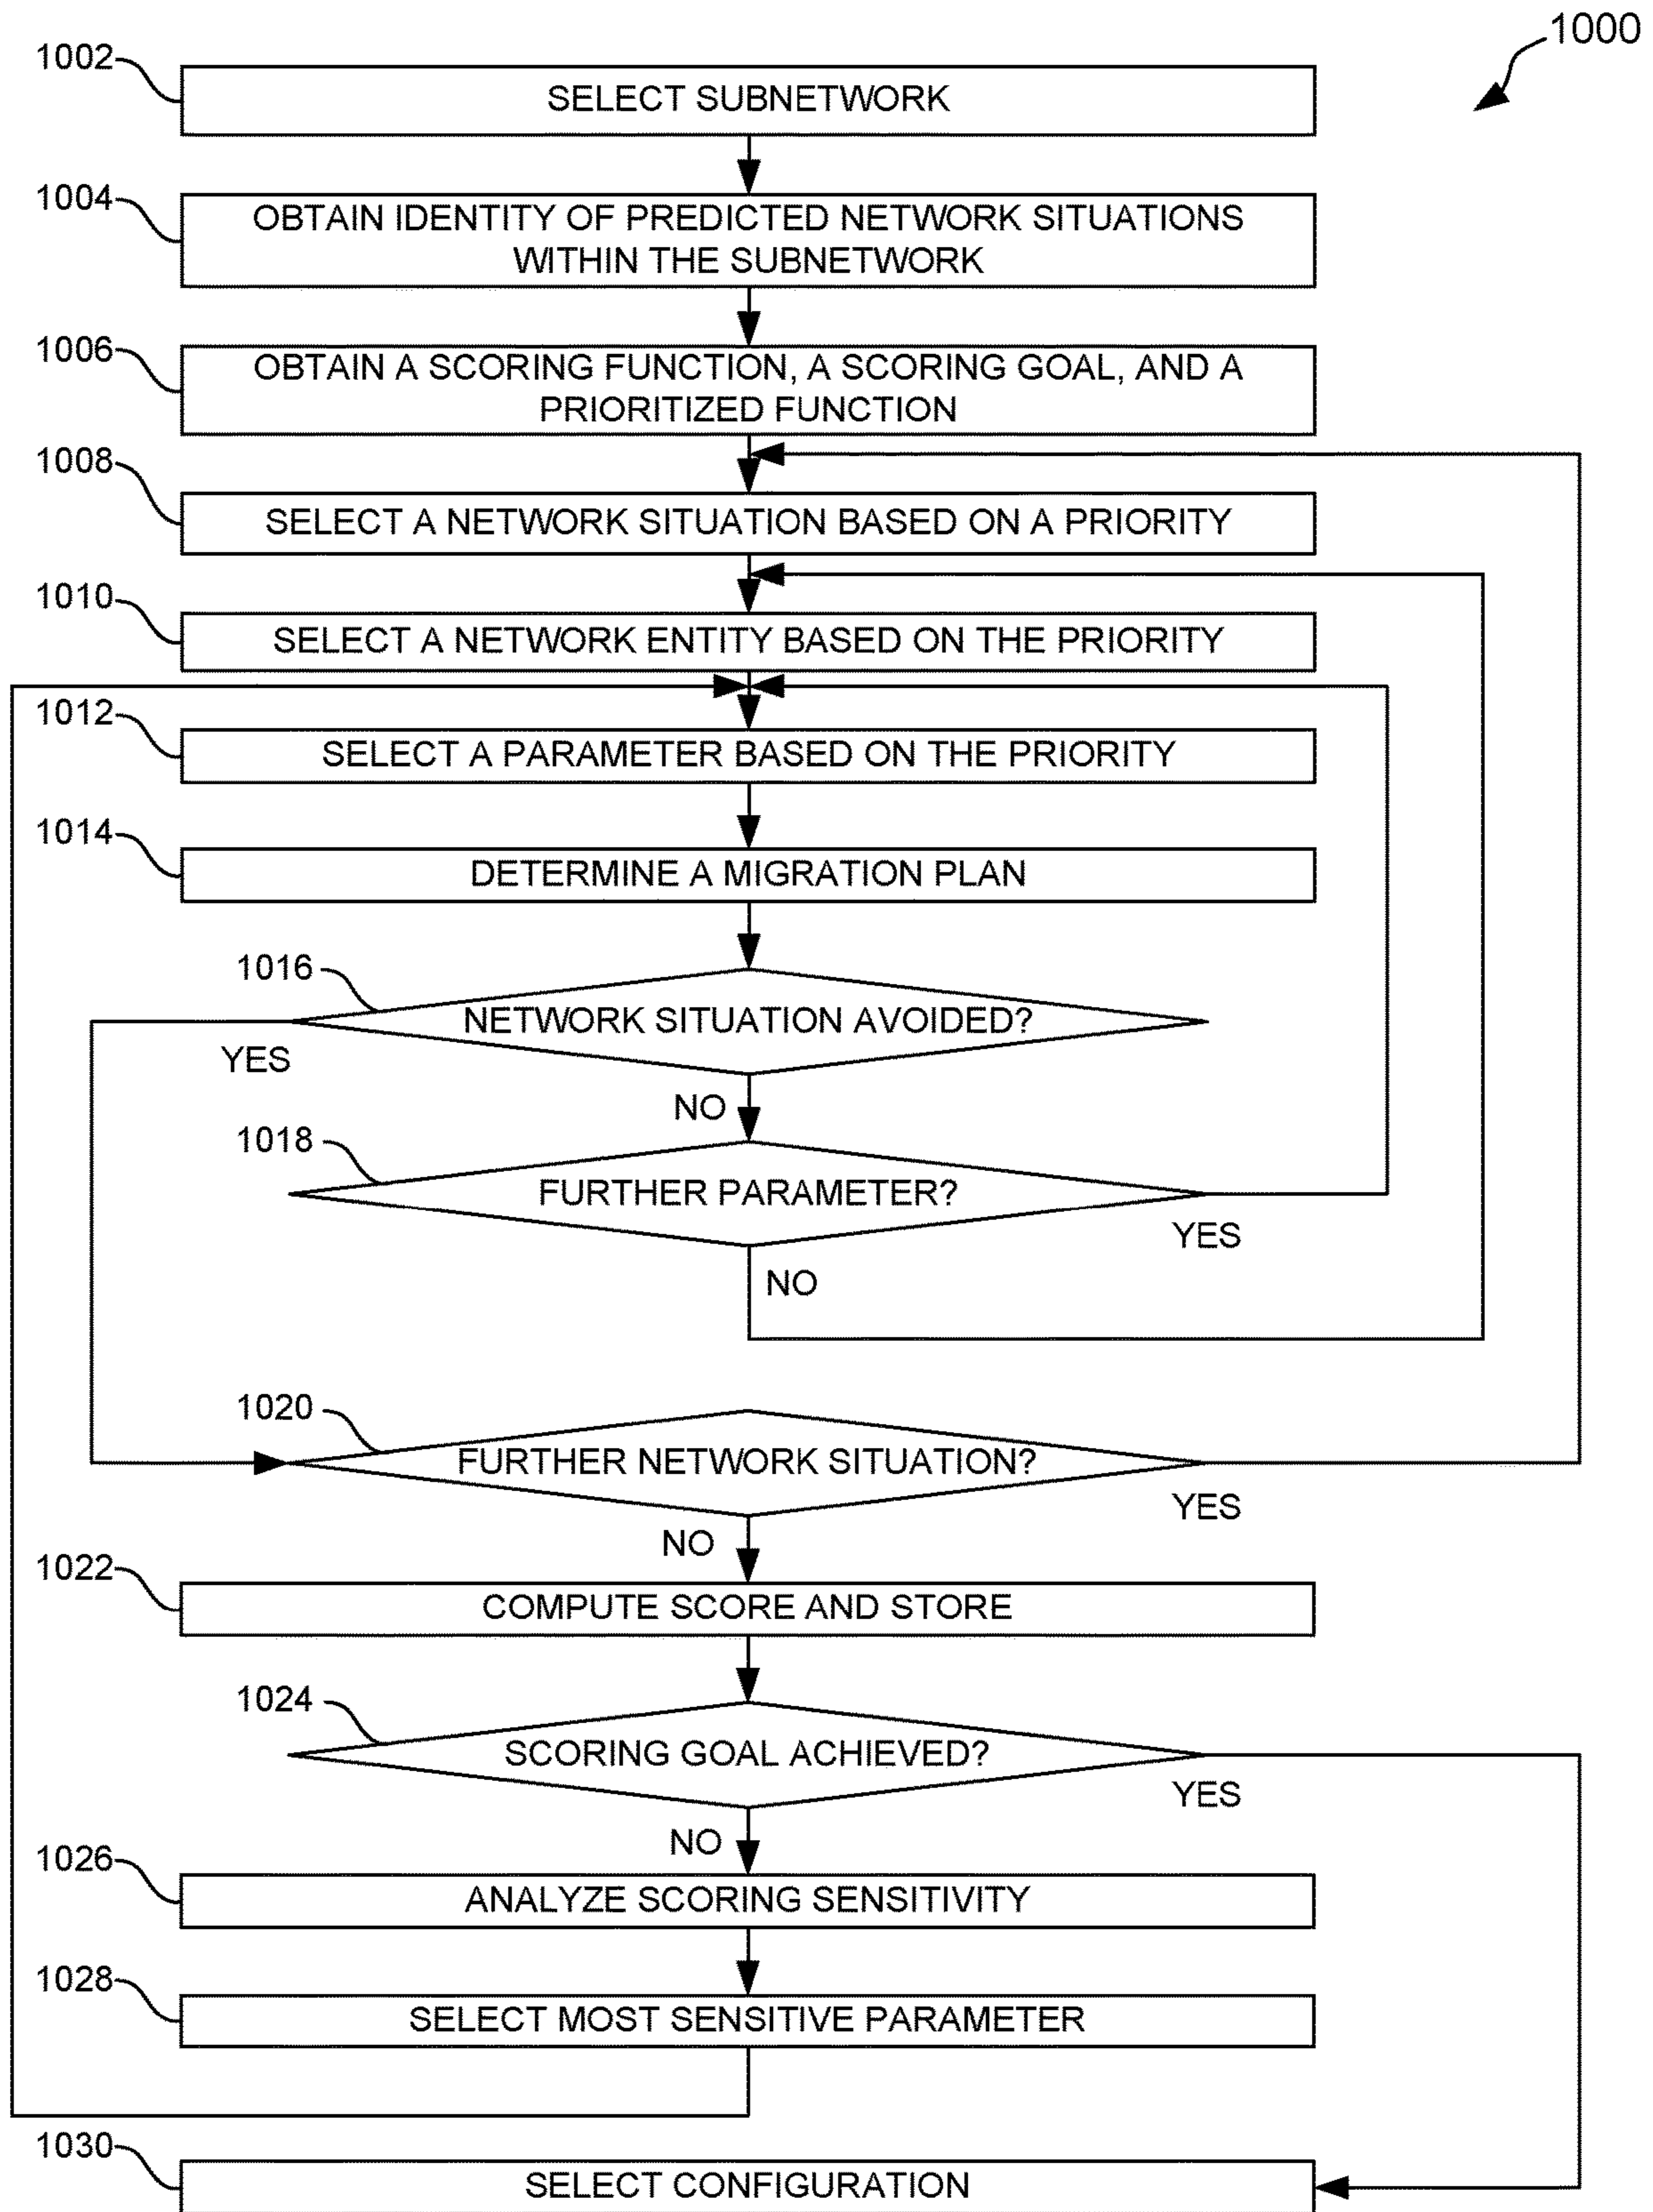 1000
1002
SELECT SUBNETWORK
1004
OBTAIN IDENTITY OF PREDICTED NETWORK SITUATIONS
WITHIN THE SUBNETWORK
1006
OBTAIN A SCORING FUNCTION, A SCORING GOAL, AND A
PRIORITIZED FUNCTION
1008
SELECT A NETWORK SITUATION BASED ON A PRIORITY
1010
SELECT A NETWORK ENTITY BASED ON THE PRIORITY
1012
SELECT A PARAMETER BASED ON THE PRIORITY
1014
DETERMINE A MIGRATION PLAN
1016
NETWORK SITUATION AVOIDED?
YES
NO
1018
FURTHER PARAMETER?
YES
NO
1020
FURTHER NETWORK SITUATION?
YES
NO
1022
COMPUTE SCORE AND STORE
1024
SCORING GOAL ACHIEVED?
YES
NO
1026
ANALYZE SCORING SENSITIVITY
1028
SELECT MOST SENSITIVE PARAMETER
1030
SELECT CONFIGURATION